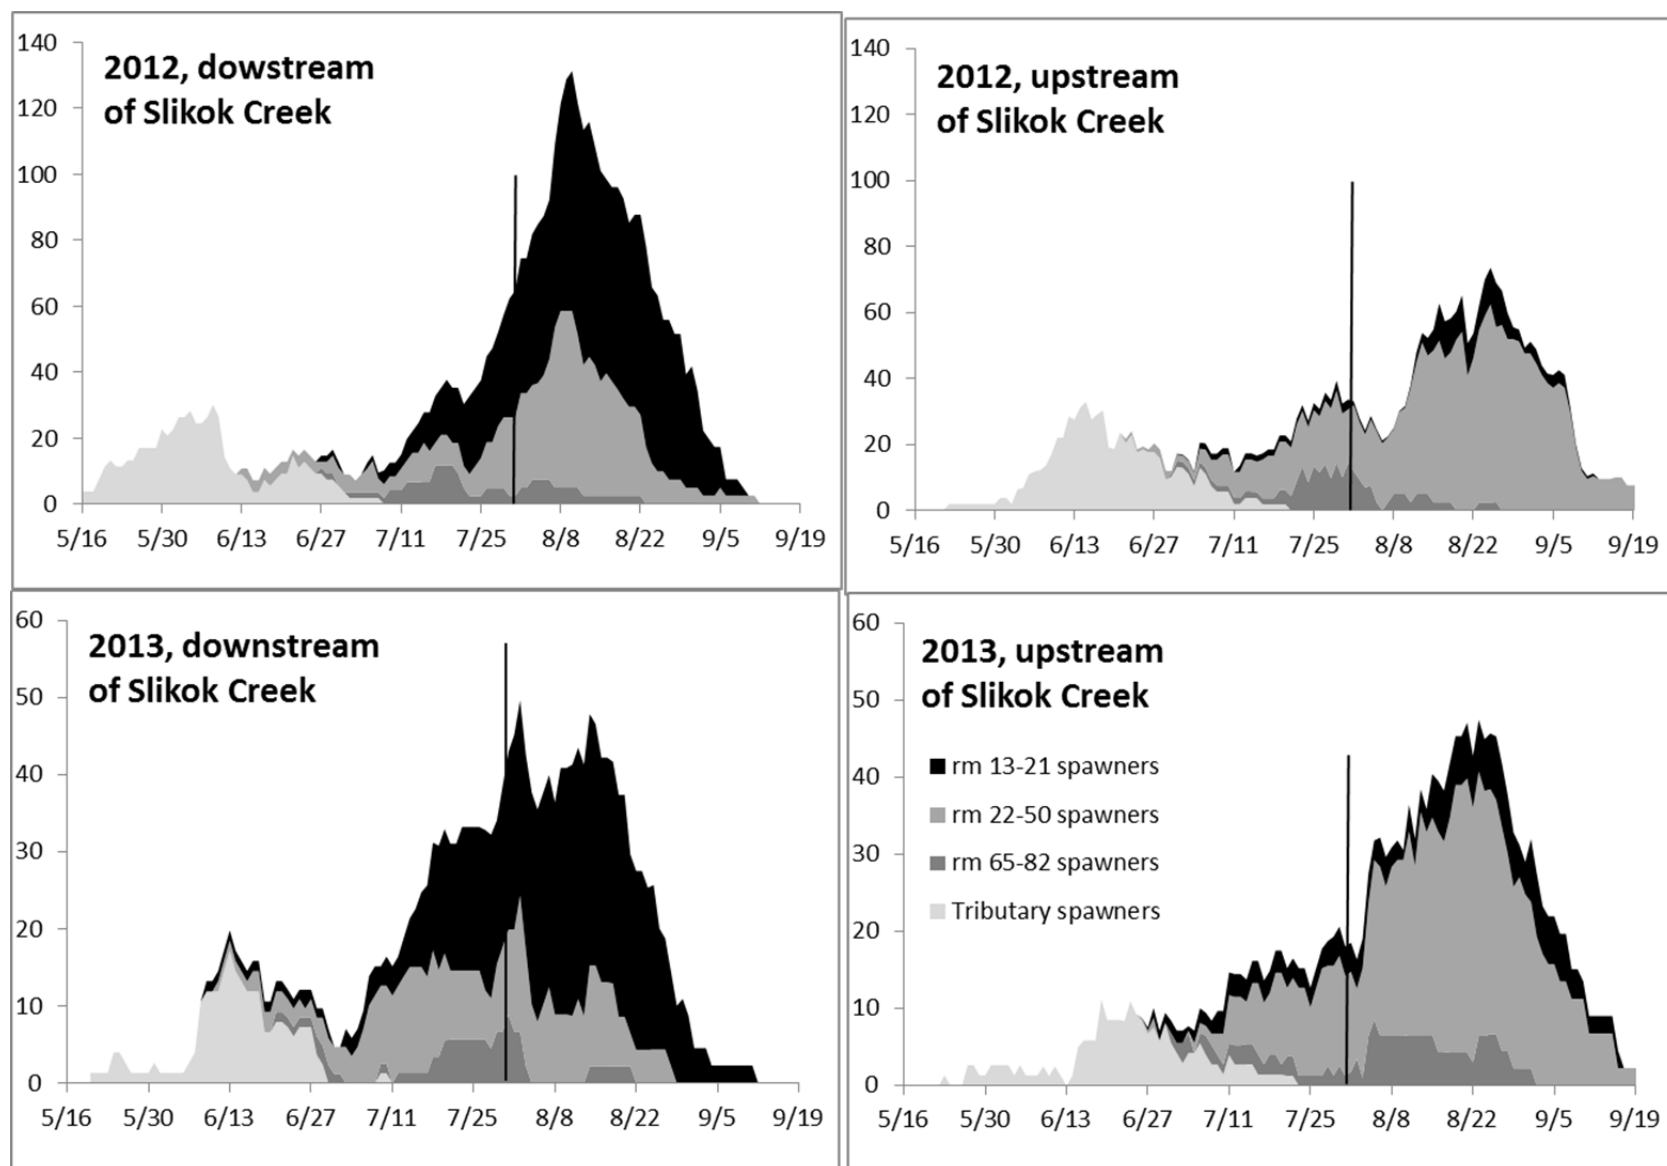 2012, dowstream
of Slikok Creek
140
120
100
80
60
40
20
0
5/16 5/30 6/13 6/27 7/11 7/25 8/8 8/22 9/5 9/19
2012, upstream
of Slikok Creek
140
120
100
80
60
40
20
0
5/16 5/30 6/13 6/27 7/11 7/25 8/8 8/22 9/5 9/19
2013, downstream
of Slikok Creek
60
50
40
30
20
10
0
5/16 5/30 6/13 6/27 7/11 7/25 8/8 8/22 9/5 9/19
2013, upstream
of Slikok Creek
60
50
40
30
20
10
0
rm 13-21 spawners
rm 22-50 spawners
rm 65-82 spawners
Tributary spawners
5/16 5/30 6/13 6/27 7/11 7/25 8/8 8/22 9/5 9/19